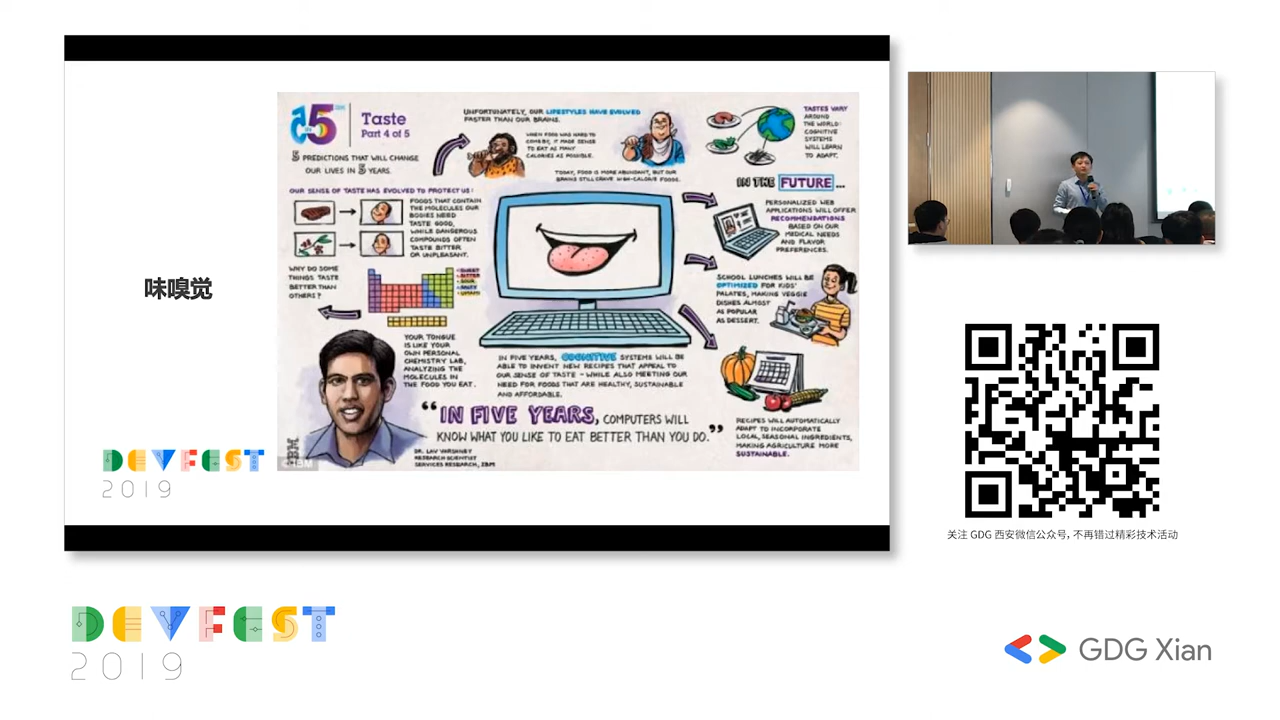 味嗅觉
5 IN 5
IBM
Taste
Part 4 of 5
5 PREDICTIONS THAT WILL CHANGE
OUR LIVES IN 5 YEARS.
UNFORTUNATELY, OUR LIFESTYLES HAVE EVOLVED
FASTER THAN OUR BRAINS.
WHEN FOOD WAS HARD TO
COME BY, IT MADE SENSE
TO EAT AS MANY
CALORIES AS POSSIBLE.
TODAY, FOOD IS MORE ABUNDANT, BUT OUR
BRAINS STILL CRAVE HIGH-CALORIE FOODS.
TASTES VARY
AROUND
THE WORLD:
COGNITIVE
SYSTEMS
WILL LEARN
TO ADAPT.
OUR SENSE OF TASTE HAS EVOLVED TO PROTECT US:
FOODS THAT CONTAIN
THE MOLECULES OUR
BODIES NEED
TASTE GOOD,
WHILE DANGEROUS
COMPOUNDS OFTEN
TASTE BITTER
OR UNPLEASANT.
WHY DO SOME
THINGS TASTE
BETTER THAN
OTHERS?
SWEET
BITTER
SOUR
SALTY
UMAMI
YOUR TONGUE
IS LIKE YOUR
OWN PERSONAL
CHEMISTRY LAB,
ANALYZING THE
MOLECULES IN
THE FOOD YOU EAT.
IN THE FUTURE...
PERSONALIZED WEB
APPLICATIONS WILL OFFER
RECOMMENDATIONS
BASED ON OUR
MEDICAL NEEDS
AND FLAVOR
PREFERENCES.
SCHOOL LUNCHES WILL BE
OPTIMIZED FOR KIDS'
PALATES, MAKING VEGGIE
DISHES ALMOST
AS POPULAR
AS DESSERT.
IN FIVE YEARS, COGNITIVE SYSTEMS WILL BE
ABLE TO INVENT NEW RECIPES THAT APPEAL TO
OUR SENSE OF TASTE - WHILE ALSO MEETING OUR
NEED FOR FOODS THAT ARE HEALTHY, SUSTAINABLE
AND AFFORDABLE.
“IN FIVE YEARS, COMPUTERS WILL
KNOW WHAT YOU LIKE TO EAT BETTER THAN YOU DO.”
DR. LAV VARSHNEY
RESEARCH SCIENTIST
SERVICES RESEARCH, IBM
RECIPES WILL AUTOMATICALLY
ADAPT TO INCORPORATE
LOCAL, SEASONAL INGREDIENTS,
MAKING AGRICULTURE MORE
SUSTAINABLE.
IBM
DEVFEST
2019
关注 GDG 西安微信公众号, 不再错过精彩技术活动
DEVFEST
2019
GDG Xian